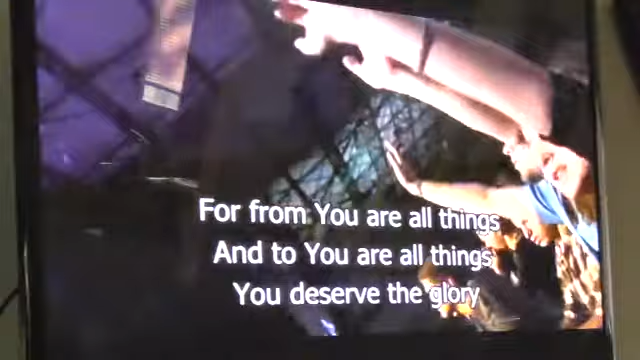 For from You are all things
And to You are all things
You deserve the glory